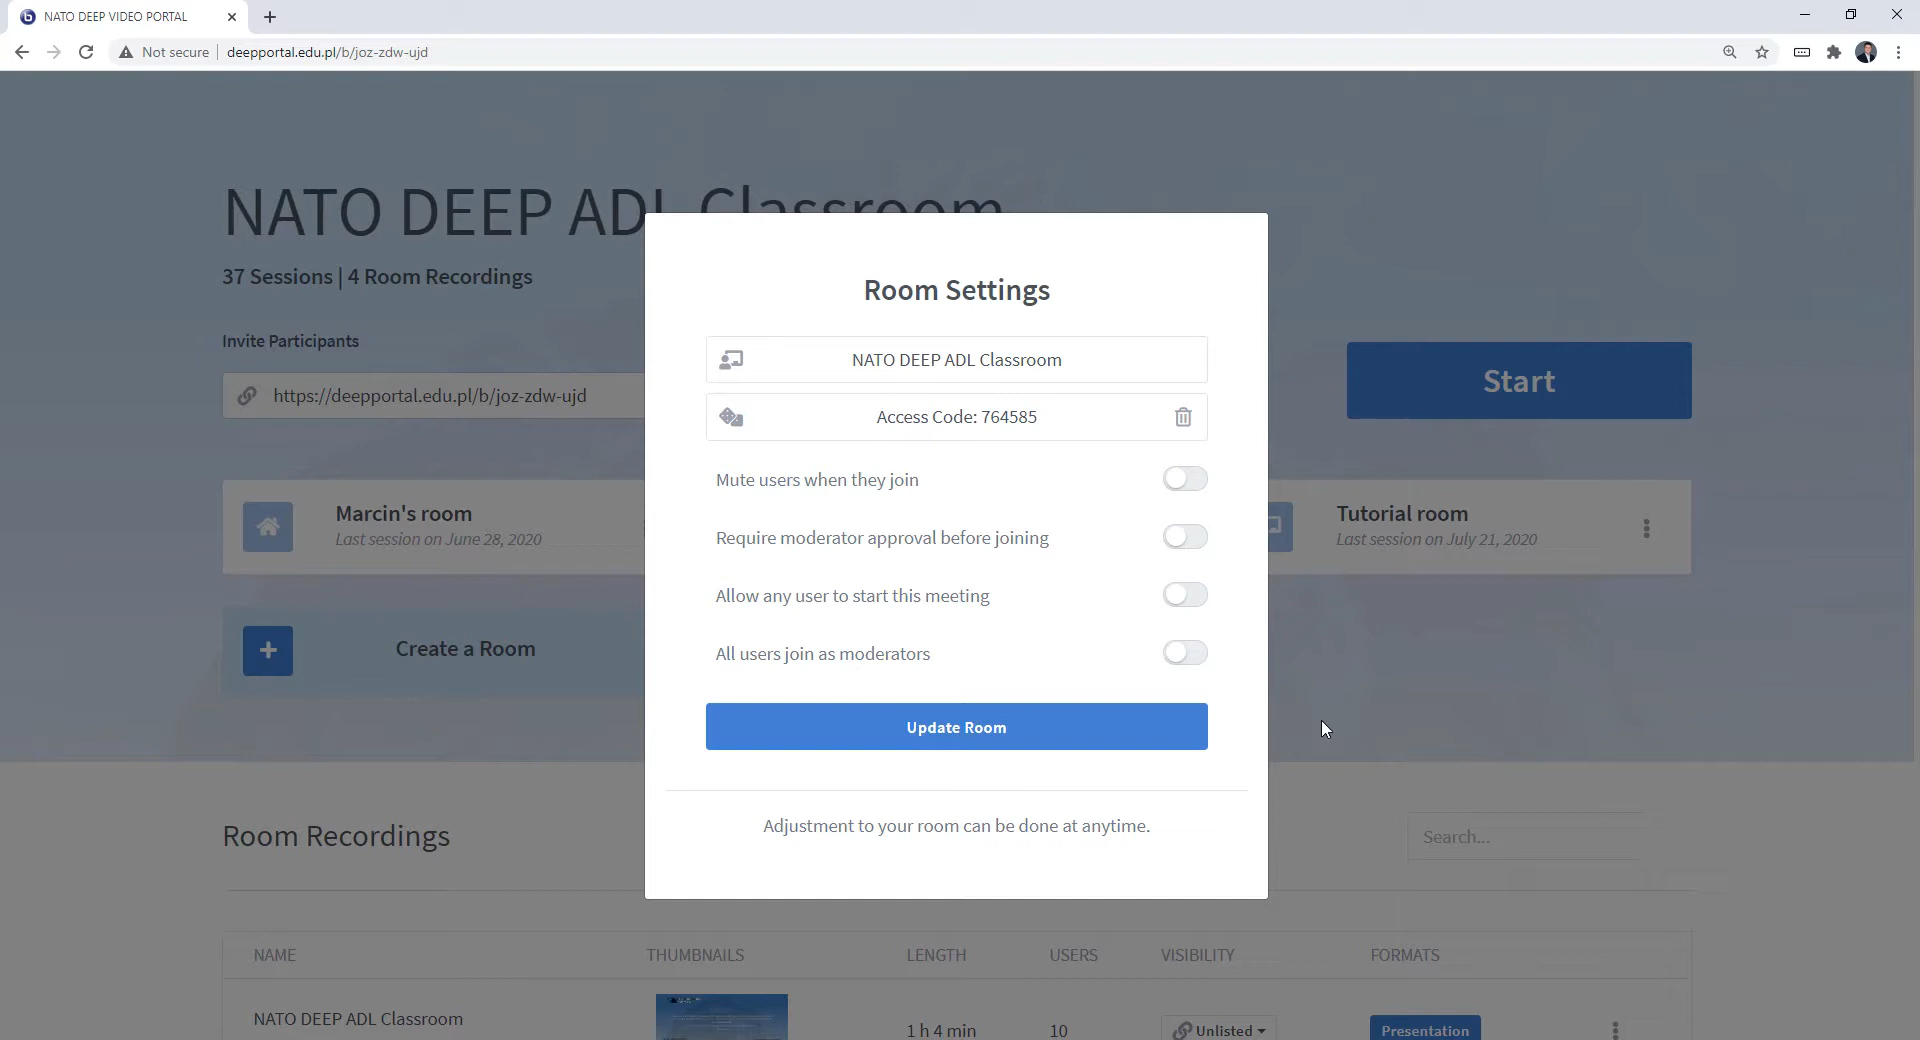 NATO DEEP VIDEO PORTAL
Not secure
deepportal.edu.pl/b/joz-zdw-ujd
NATO DEEP ADL Classroom
37 Sessions | 4 Room Recordings
Invite Participants
https://deepportal.edu.pl/b/joz-zdw-ujd
Start
Marcin's room
Last session on June 28, 2020
Tutorial room
Last session on July 21, 2020
Create a Room
Room Settings
NATO DEEP ADL Classroom
Access Code: 764585
Mute users when they join
Require moderator approval before joining
Allow any user to start this meeting
All users join as moderators
Update Room
Adjustment to your room can be done at anytime.
Room Recordings
Search...
NAME THUMBNAILS LENGTH USERS VISIBILITY FORMATS
NATO DEEP ADL Classroom
1 h 4 min 10 Unlisted Presentation